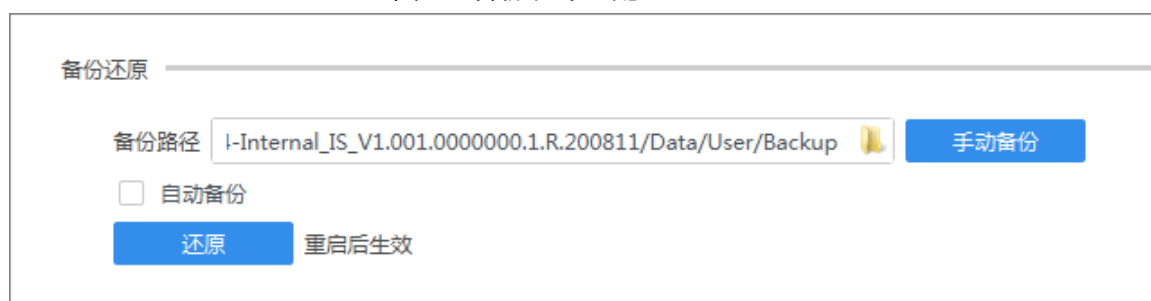 备份还原
备份路径 4-Internal_IS_V1.001.0000000.1.R.200811/Data/User/Backup 手动备份
自动备份
还原 重启后生效